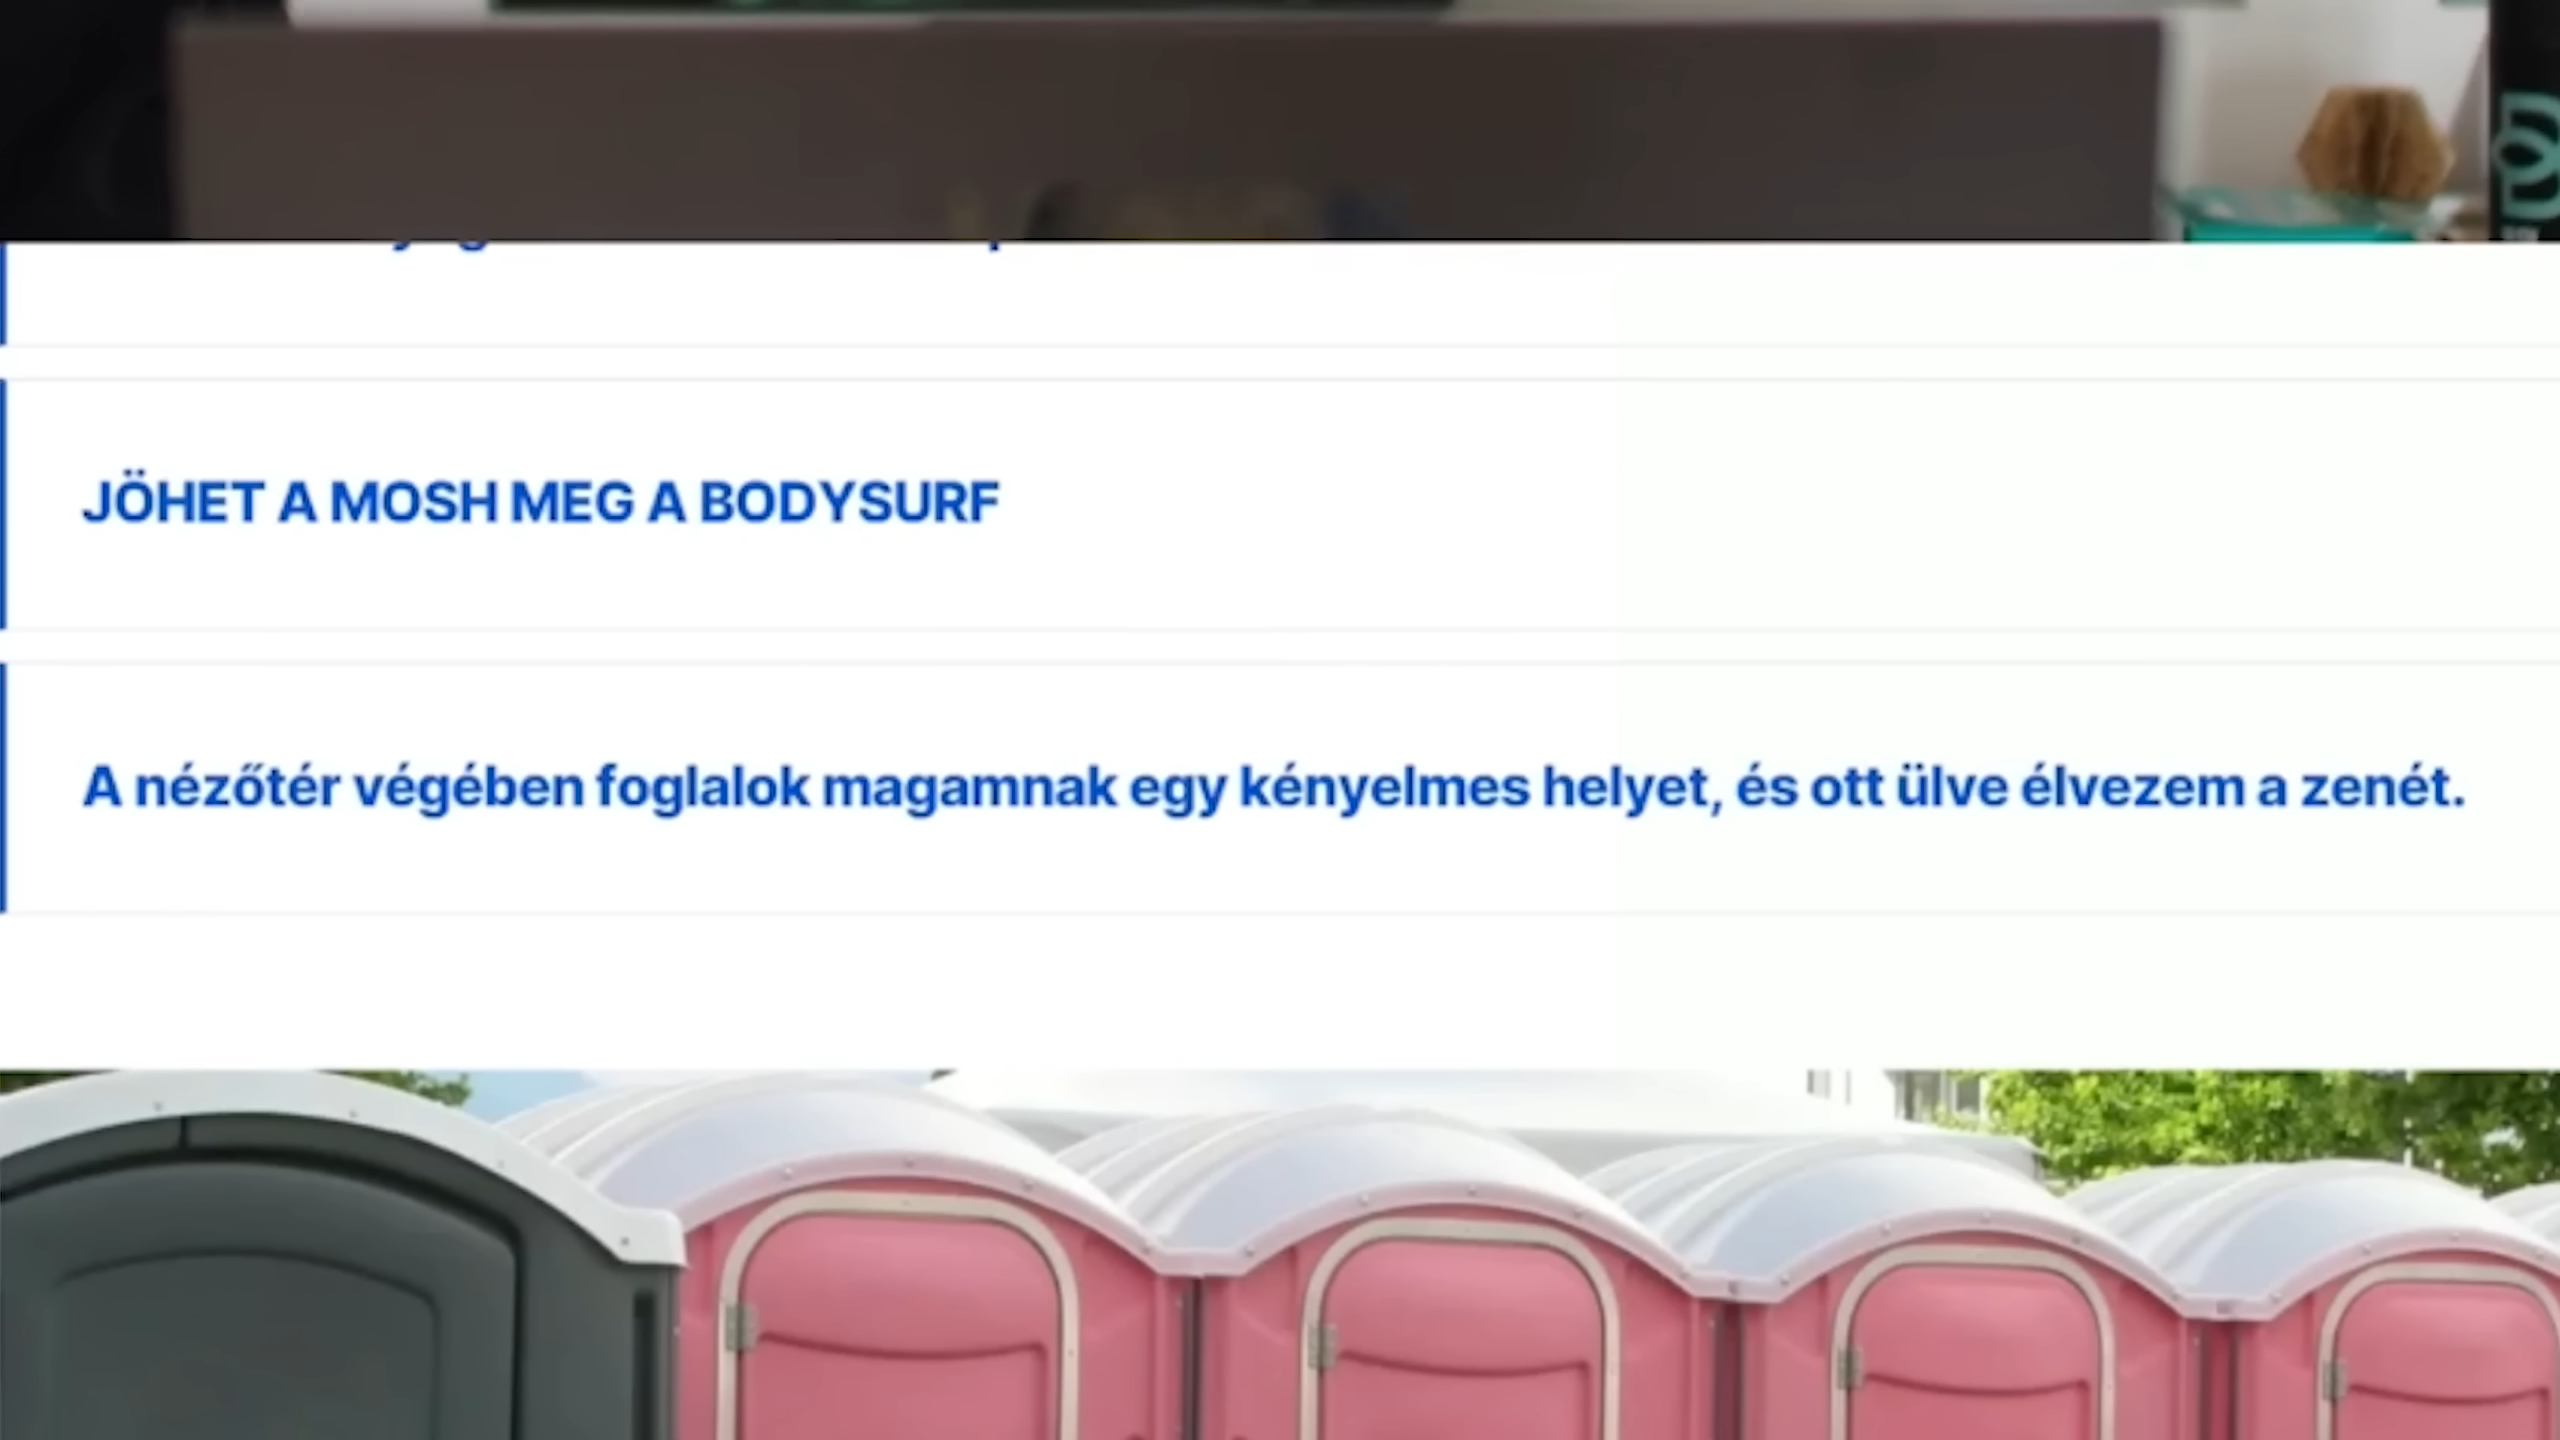 JÖHET A MOSH MEG A BODYSURF
A nézőtér végében foglalok magamnak egy kényelmes helyet, és ott ülve élvezem a zenét.